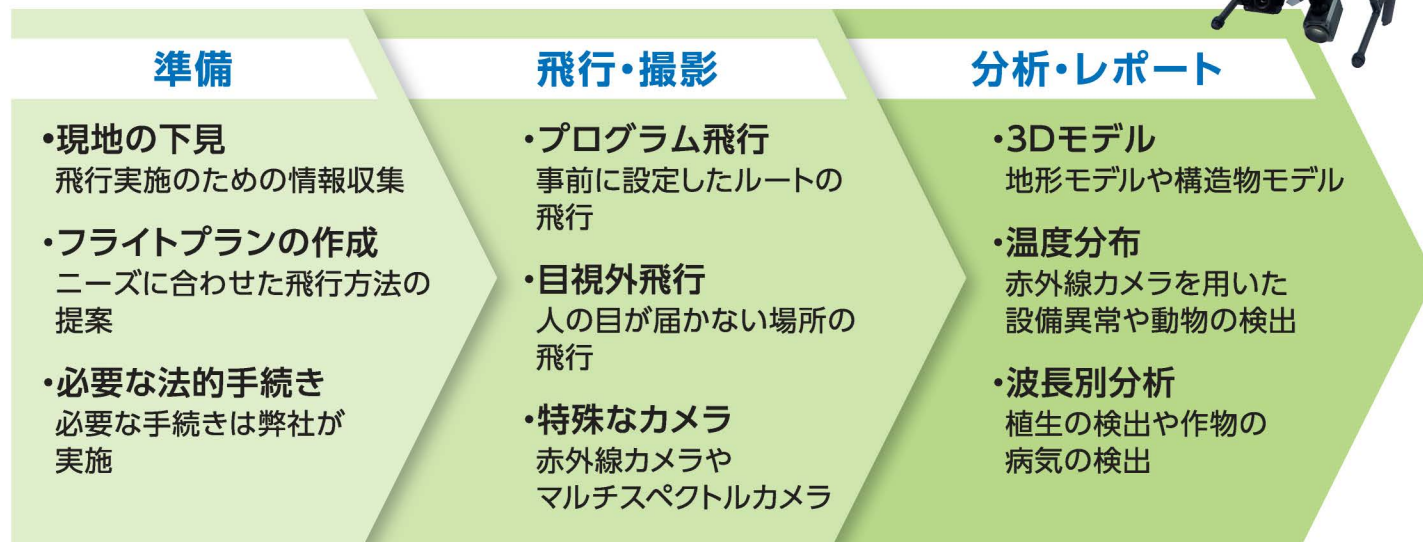 準備
・現地の下見
飛行実施のための情報収集
・フライトプランの作成
ニーズに合わせた飛行方法の
提案
・必要な法的手続き
必要な手続きは弊社が
実施
飛行・撮影
・プログラム飛行
事前に設定したルートの
飛行
・目視外飛行
人の目が届かない場所の
飛行
・特殊なカメラ
赤外線カメラや
マルチスペクトルカメラ
分析・レポート
・3Dモデル
地形モデルや構造物モデル
・温度分布
赤外線カメラを用いた
設備異常や動物の検出
・波長別分析
植生の検出や作物の
病気の検出